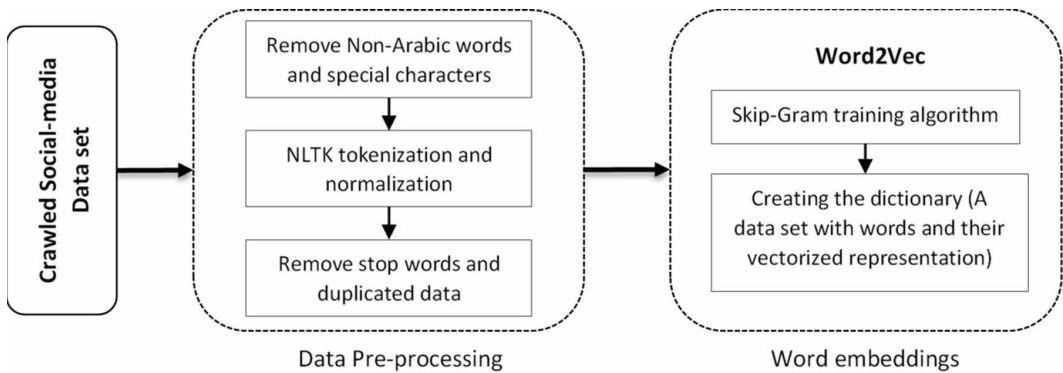 Crawled Social-media
Data set
Remove Non-Arabic words
and special characters
NLTK tokenization and
normalization
Remove stop words and
duplicated data
Data Pre-processing
Word2Vec
Skip-Gram training algorithm
Creating the dictionary (A
data set with words and their
vectorized representation)
Word embeddings